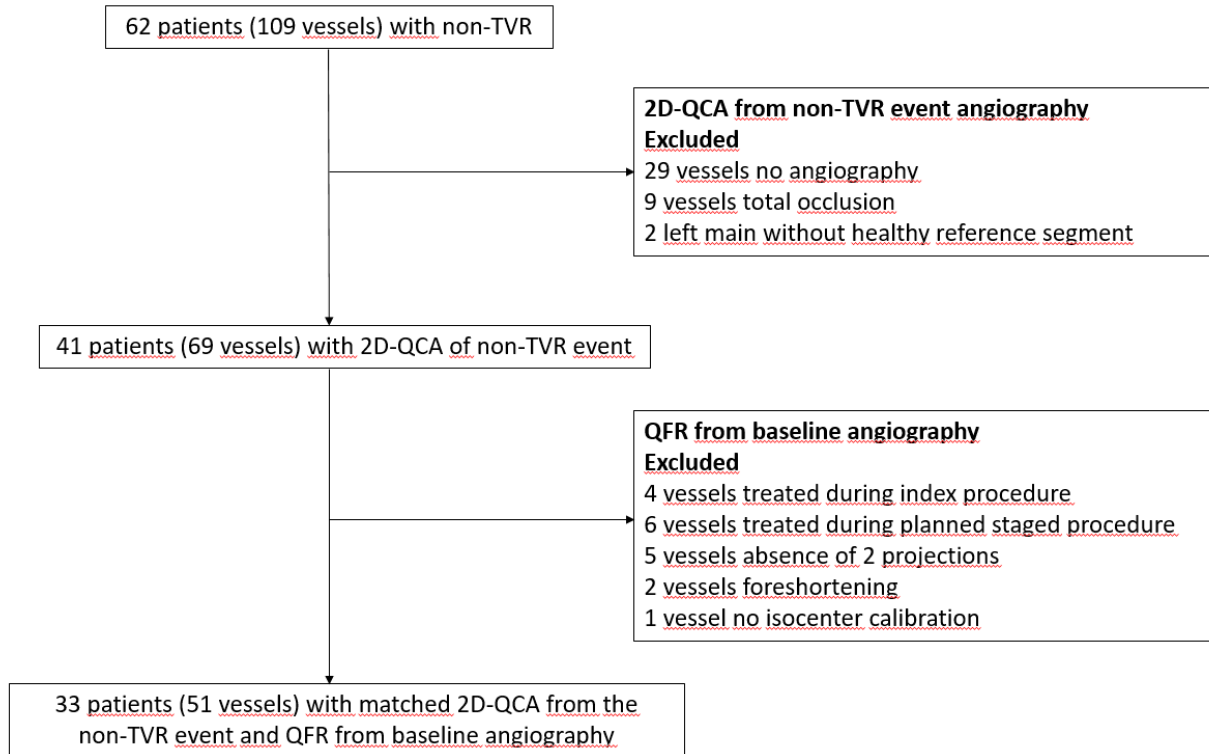 62 patients (109 vessels) with non-TVR
2D-QCA from non-TVR event angiography
Excluded
29 vessels no angiography
9 vessels total occlusion
2 left main without healthy reference segment
41 patients (69 vessels) with 2D-QCA of non-TVR event
QFR from baseline angiography
Excluded
4 vessels treated during index procedure
6 vessels treated during planned staged procedure
5 vessels absence of 2 projections
2 vessels foreshortening
1 vessel no isocenter calibration
33 patients (51 vessels) with matched 2D-QCA from the
non-TVR event and QFR from baseline angiography